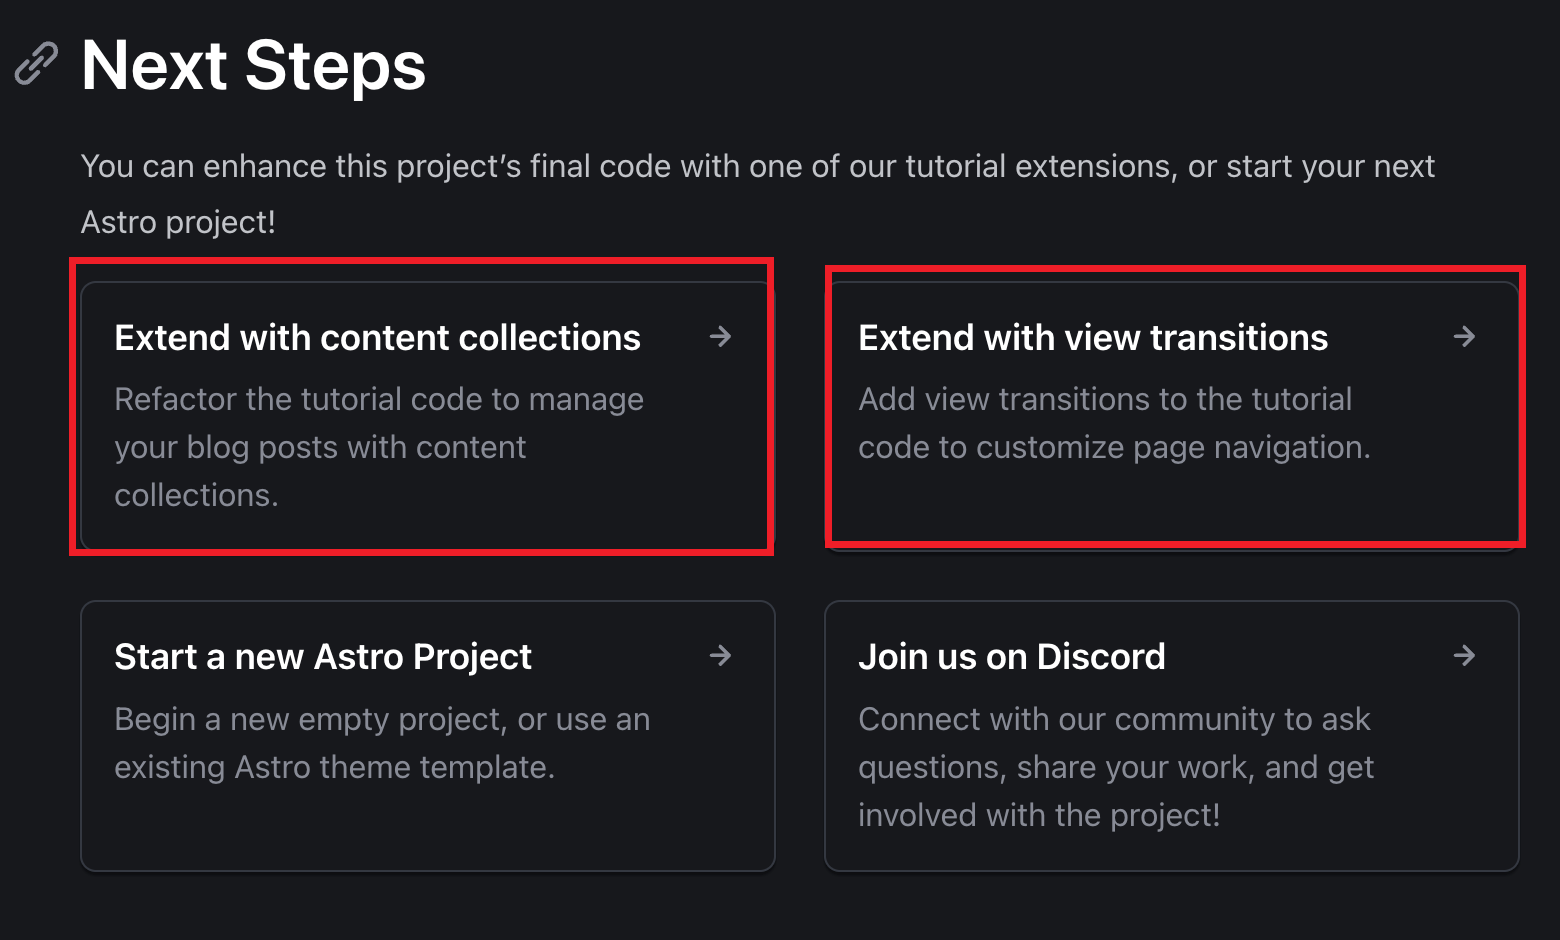 Next Steps
You can enhance this project’s final code with one of our tutorial extensions, or start your next
Astro project!
Extend with content collections
Refactor the tutorial code to manage
your blog posts with content
collections.
Extend with view transitions
Add view transitions to the tutorial
code to customize page navigation.
Start a new Astro Project
Begin a new empty project, or use an
existing Astro theme template.
Join us on Discord
Connect with our community to ask
questions, share your work, and get
involved with the project!